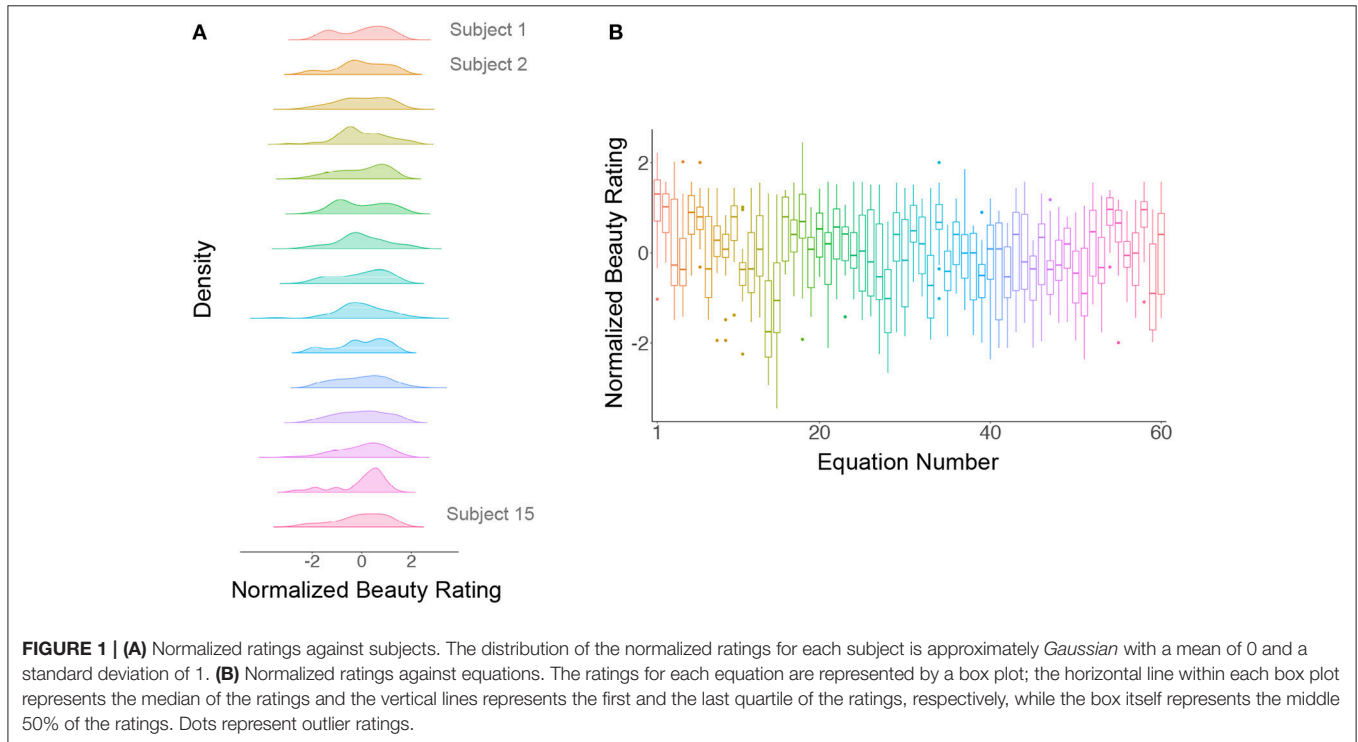 A
Subject 1
Subject 2
Density
Subject 15
-2 0 2
Normalized Beauty Rating
B
Normalized Beauty Rating
2
0
-2
1 20 40 60
Equation Number
FIGURE 1 | (A) Normalized ratings against subjects. The distribution of the normalized ratings for each subject is approximately Gaussian with a mean of 0 and a
standard deviation of 1. (B) Normalized ratings against equations. The ratings for each equation are represented by a box plot; the horizontal line within each box plot
represents the median of the ratings and the vertical lines represents the first and the last quartile of the ratings, respectively, while the box itself represents the middle
50% of the ratings. Dots represent outlier ratings.